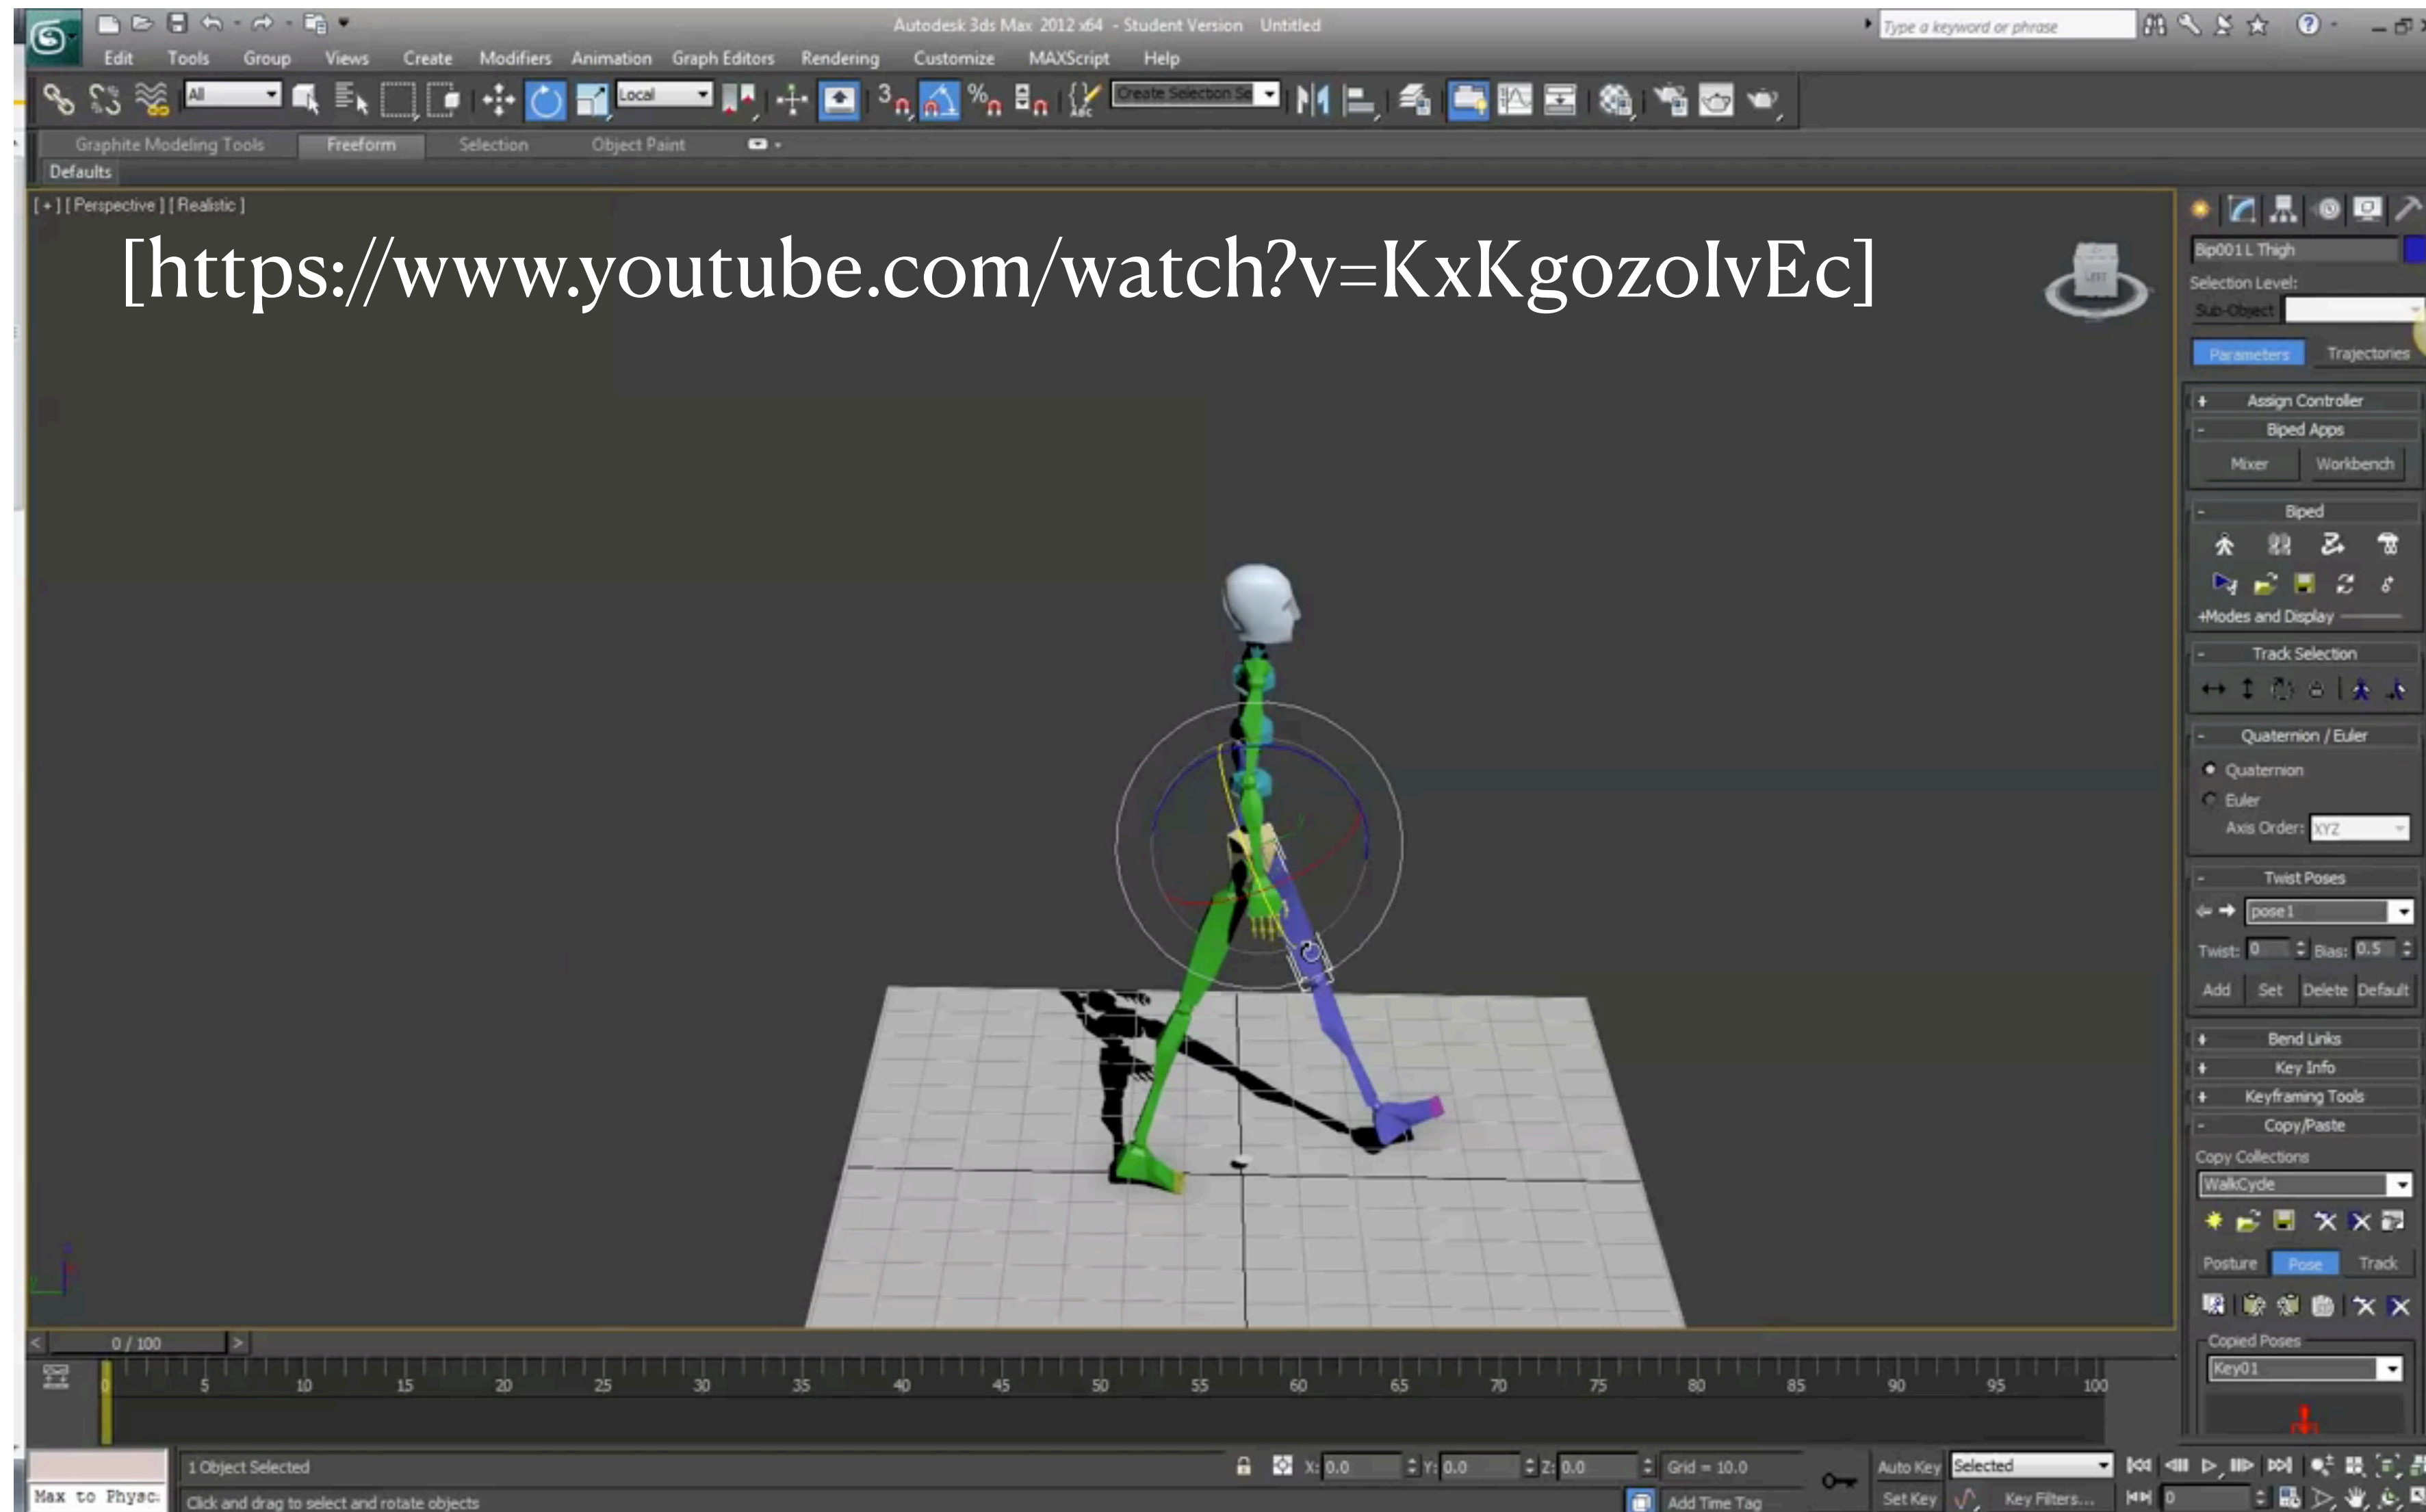 Autodesk 3ds Max 2012 x64 - Student Version Untitled
Type a keyword or phrase
Edit Tools Group Views Create Modifiers Animation Graph Editors Rendering Customize MAXScript Help
All
Local
3
%
ABC
Create Selection Se
Graphite Modeling Tools Freeform Selection Object Paint
Defaults
[ + ] [ Perspective ] [ Realistic ]
[https://www.youtube.com/watch?v=KxKgozoIvEc]
LEFT
Bip001 L Thigh
Selection Level:
Sub-Object
Parameters Trajectories
+ Assign Controller
- Biped Apps
Mixer Workbench
- Biped
+Modes and Display
- Track Selection
- Quaternion / Euler
Quaternion
Euler
Axis Order: XYZ
- Twist Poses
pose1
Twist: 0 Bias: 0.5
Add Set Delete Default
+ Bend Links
+ Key Info
+ Keyframing Tools
- Copy/Paste
Copy Collections
WalkCycle
Posture Pose Track
Copied Poses
Key01
y
< 0 / 100 >
0 5 10 15 20 25 30 35 40 45 50 55 60 65 70 75 80 85 90 95 100
1 Object Selected
X: 0.0 Y: 0.0 Z: 0.0 Grid = 10.0
Auto Key Selected
Max to Physc:
Click and drag to select and rotate objects
Add Time Tag
Set Key Key Filters... 0